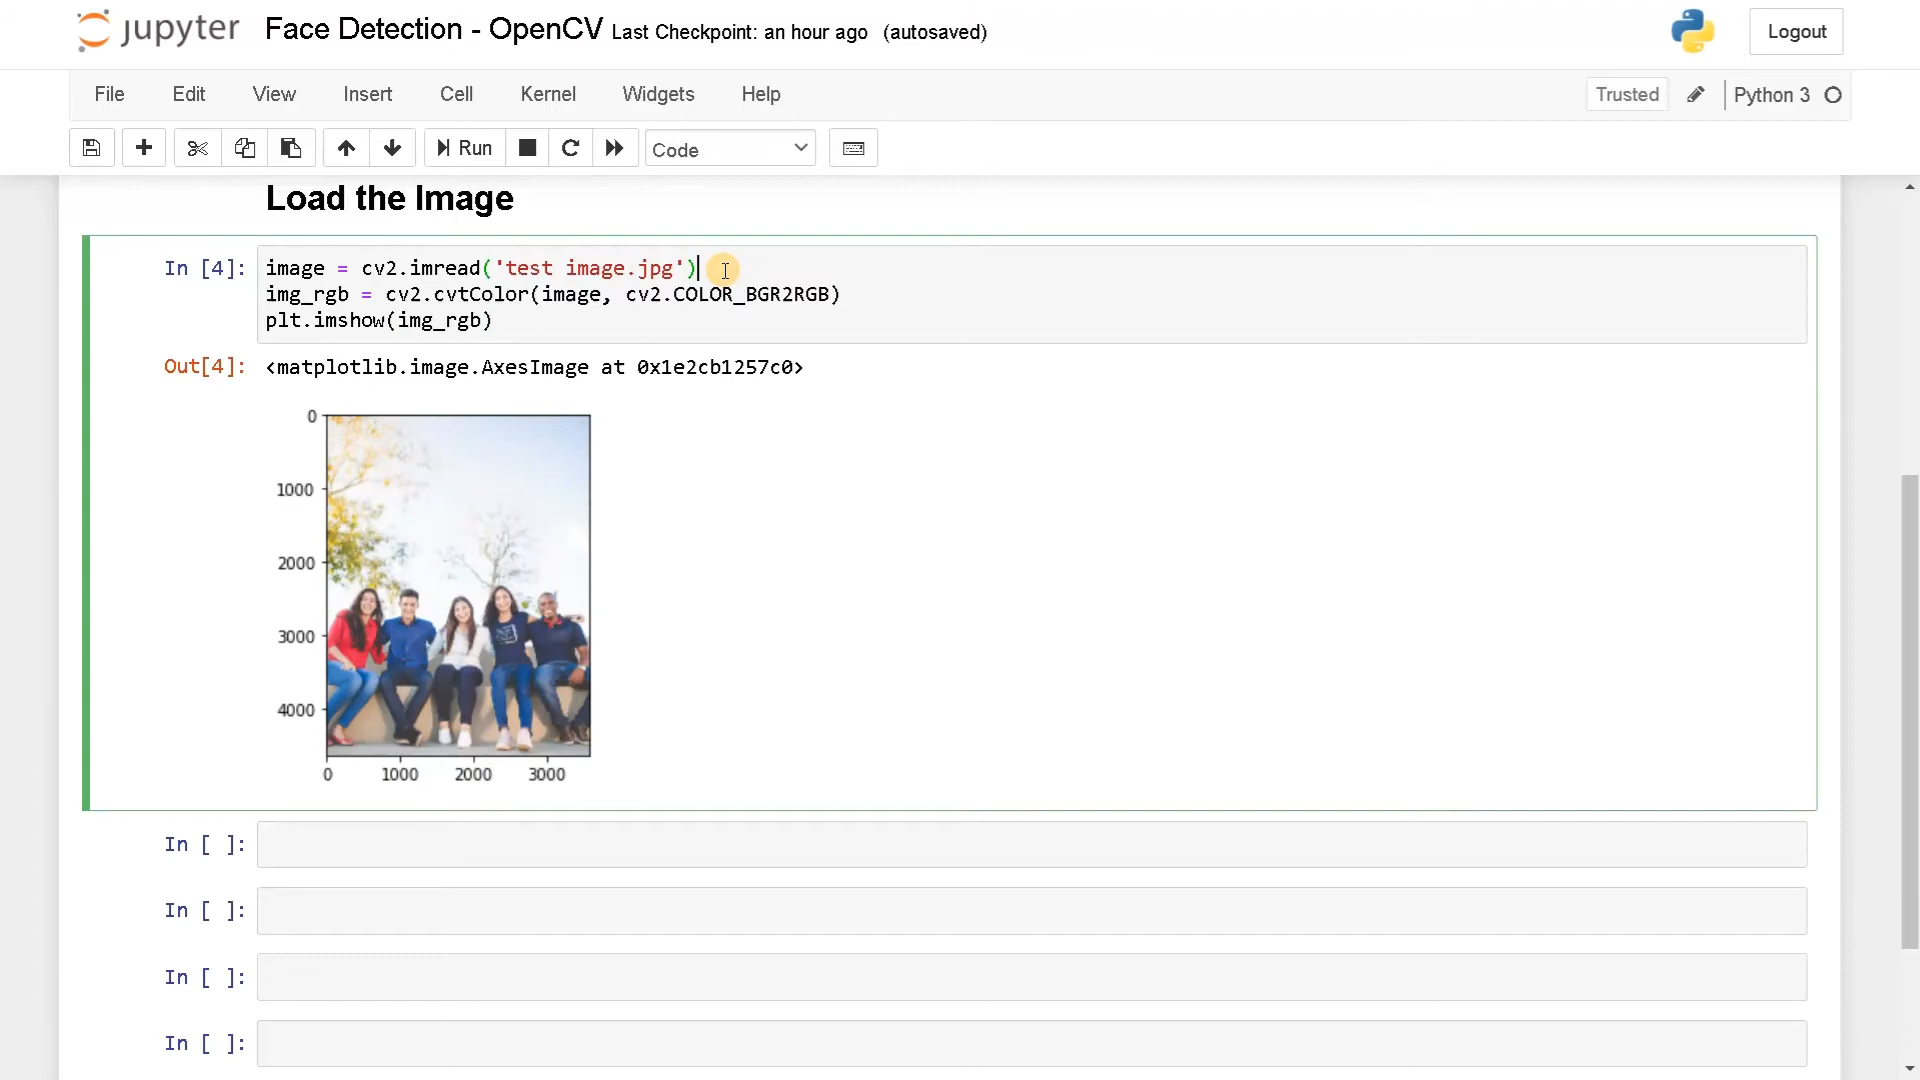 jupyter Face Detection - OpenCV Last Checkpoint: an hour ago (autosaved) Logout
File Edit View Insert Cell Kernel Widgets Help Trusted Python 3
Run Code
Load the Image
In [4]: image = cv2.imread('test image.jpg')
img_rgb = cv2.cvtColor(image, cv2.COLOR_BGR2RGB)
plt.imshow(img_rgb)
Out[4]: <matplotlib.image.AxesImage at 0x1e2cb1257c0>
0
1000
2000
3000
4000
0 1000 2000 3000
In [ ]:
In [ ]:
In [ ]:
In [ ]: